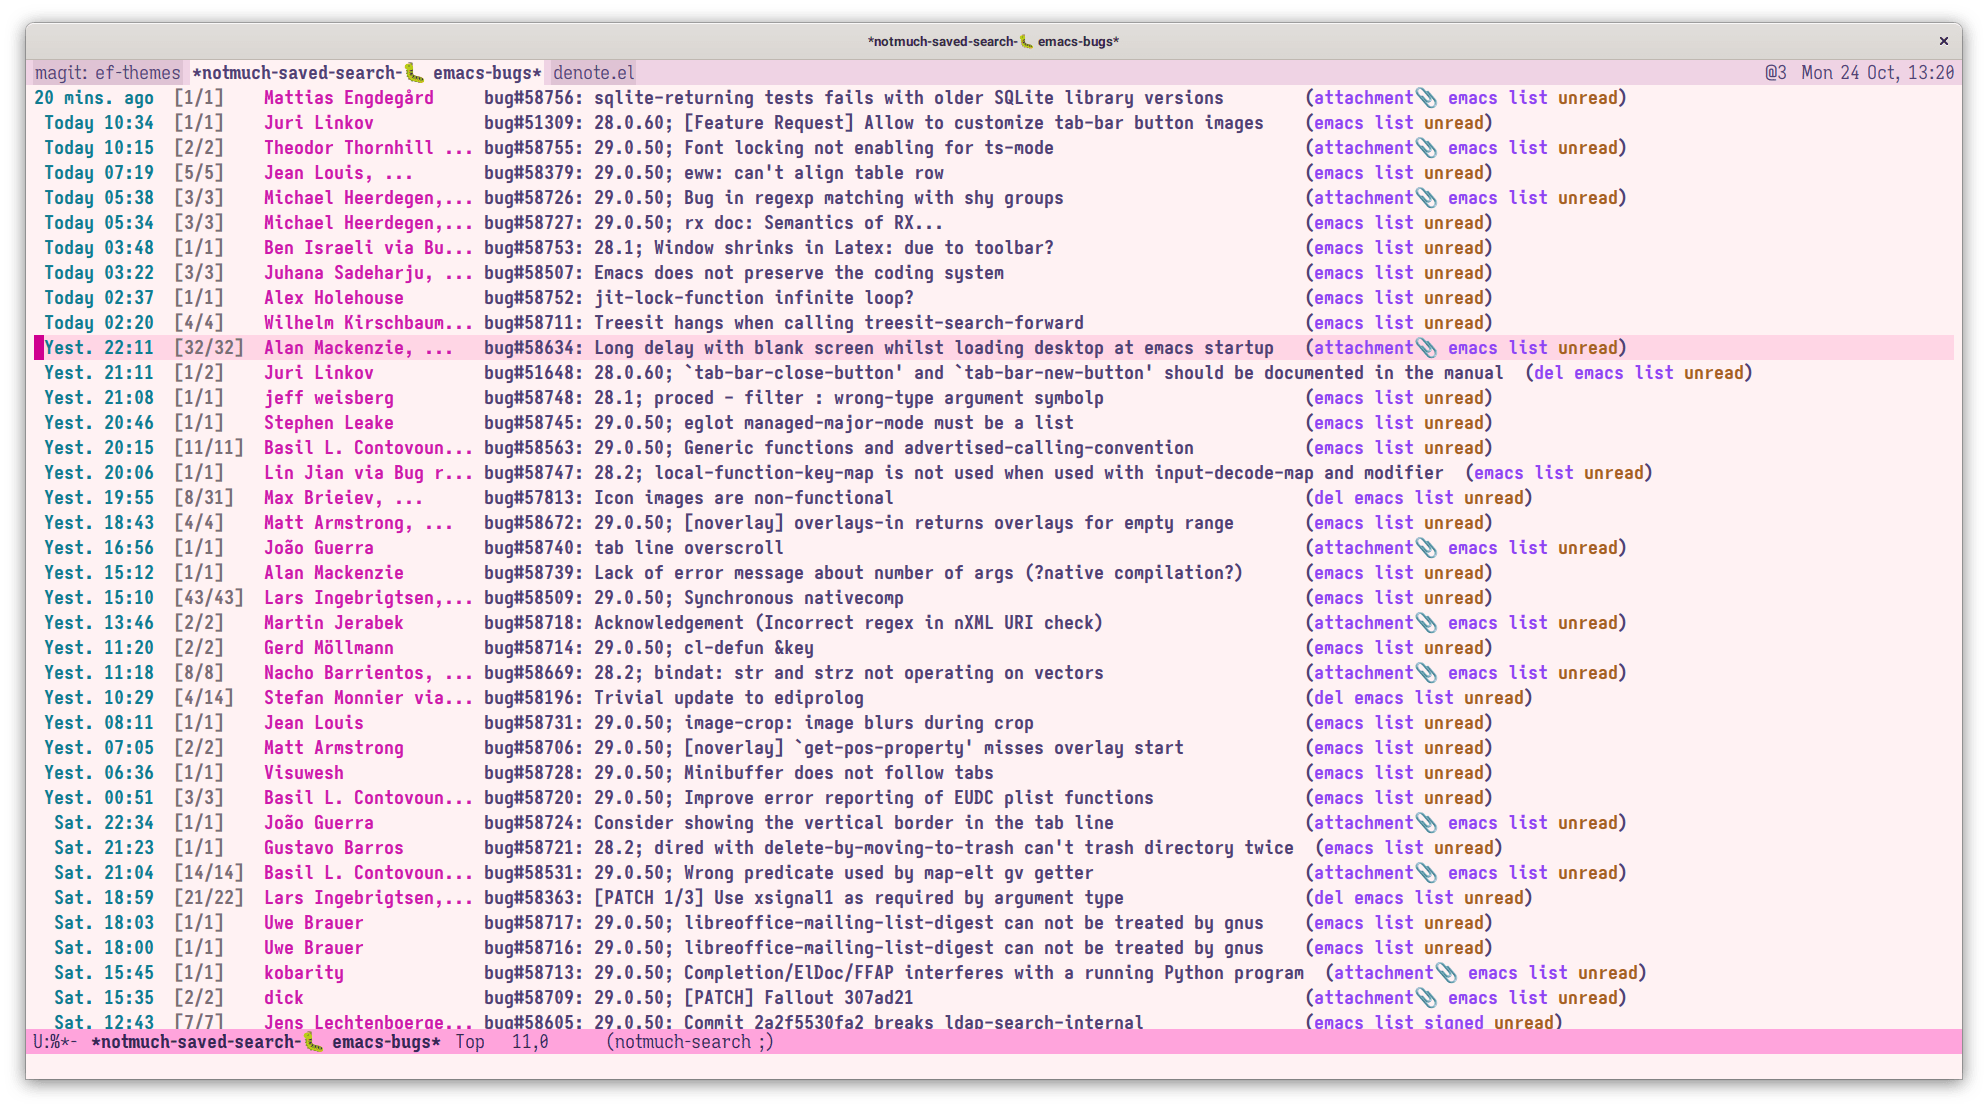 *notmuch-saved-search-🐛 emacs-bugs* ×
magit: ef-themes *notmuch-saved-search-🐛 emacs-bugs* denote.el @3 Mon 24 Oct, 13:20
20 mins. ago [1/1] Mattias Engdegård bug#58756: sqlite-returning tests fails with older SQLite library versions (attachment📎 emacs list unread)
Today 10:34 [1/1] Juri Linkov bug#51309: 28.0.60; [Feature Request] Allow to customize tab-bar button images (emacs list unread)
Today 10:15 [2/2] Theodor Thornhill ... bug#58755: 29.0.50; Font locking not enabling for ts-mode (attachment📎 emacs list unread)
Today 07:19 [5/5] Jean Louis, ... bug#58379: 29.0.50; eww: can't align table row (emacs list unread)
Today 05:38 [3/3] Michael Heerdegen,... bug#58726: 29.0.50; Bug in regexp matching with shy groups (attachment📎 emacs list unread)
Today 05:34 [3/3] Michael Heerdegen,... bug#58727: 29.0.50; rx doc: Semantics of RX... (emacs list unread)
Today 03:48 [1/1] Ben Israeli via Bu... bug#58753: 28.1; Window shrinks in Latex: due to toolbar? (emacs list unread)
Today 03:22 [3/3] Juhana Sadeharju, ... bug#58507: Emacs does not preserve the coding system (emacs list unread)
Today 02:37 [1/1] Alex Holehouse bug#58752: jit-lock-function infinite loop? (emacs list unread)
Today 02:20 [4/4] Wilhelm Kirschbaum... bug#58711: Treesit hangs when calling treesit-search-forward (emacs list unread)
Yest. 22:11 [32/32] Alan Mackenzie, ... bug#58634: Long delay with blank screen whilst loading desktop at emacs startup (attachment📎 emacs list unread)
Yest. 21:11 [1/2] Juri Linkov bug#51648: 28.0.60; `tab-bar-close-button' and `tab-bar-new-button' should be documented in the manual (del emacs list unread)
Yest. 21:08 [1/1] jeff weisberg bug#58748: 28.1; proced - filter : wrong-type argument symbolp (emacs list unread)
Yest. 20:46 [1/1] Stephen Leake bug#58745: 29.0.50; eglot managed-major-mode must be a list (emacs list unread)
Yest. 20:15 [11/11] Basil L. Contovoun... bug#58563: 29.0.50; Generic functions and advertised-calling-convention (emacs list unread)
Yest. 20:06 [1/1] Lin Jian via Bug r... bug#58747: 28.2; local-function-key-map is not used when used with input-decode-map and modifier (emacs list unread)
Yest. 19:55 [8/31] Max Brieiev, ... bug#57813: Icon images are non-functional (del emacs list unread)
Yest. 18:43 [4/4] Matt Armstrong, ... bug#58672: 29.0.50; [noverlay] overlays-in returns overlays for empty range (emacs list unread)
Yest. 16:56 [1/1] João Guerra bug#58740: tab line overscroll (attachment📎 emacs list unread)
Yest. 15:12 [1/1] Alan Mackenzie bug#58739: Lack of error message about number of args (?native compilation?) (emacs list unread)
Yest. 15:10 [43/43] Lars Ingebrigtsen,... bug#58509: 29.0.50; Synchronous nativecomp (emacs list unread)
Yest. 13:46 [2/2] Martin Jerabek bug#58718: Acknowledgement (Incorrect regex in nXML URI check) (attachment📎 emacs list unread)
Yest. 11:20 [2/2] Gerd Möllmann bug#58714: 29.0.50; cl-defun &key (emacs list unread)
Yest. 11:18 [8/8] Nacho Barrientos, ... bug#58669: 28.2; bindat: str and strz not operating on vectors (attachment📎 emacs list unread)
Yest. 10:29 [4/14] Stefan Monnier via... bug#58196: Trivial update to ediprolog (del emacs list unread)
Yest. 08:11 [1/1] Jean Louis bug#58731: 29.0.50; image-crop: image blurs during crop (emacs list unread)
Yest. 07:05 [2/2] Matt Armstrong bug#58706: 29.0.50; [noverlay] `get-pos-property' misses overlay start (emacs list unread)
Yest. 06:36 [1/1] Visuwesh bug#58728: 29.0.50; Minibuffer does not follow tabs (emacs list unread)
Yest. 00:51 [3/3] Basil L. Contovoun... bug#58720: 29.0.50; Improve error reporting of EUDC plist functions (emacs list unread)
Sat. 22:34 [1/1] João Guerra bug#58724: Consider showing the vertical border in the tab line (attachment📎 emacs list unread)
Sat. 21:23 [1/1] Gustavo Barros bug#58721: 28.2; dired with delete-by-moving-to-trash can't trash directory twice (emacs list unread)
Sat. 21:04 [14/14] Basil L. Contovoun... bug#58531: 29.0.50; Wrong predicate used by map-elt gv getter (attachment📎 emacs list unread)
Sat. 18:59 [21/22] Lars Ingebrigtsen,... bug#58363: [PATCH 1/3] Use xsignal1 as required by argument type (del emacs list unread)
Sat. 18:03 [1/1] Uwe Brauer bug#58717: 29.0.50; libreoffice-mailing-list-digest can not be treated by gnus (emacs list unread)
Sat. 18:00 [1/1] Uwe Brauer bug#58716: 29.0.50; libreoffice-mailing-list-digest can not be treated by gnus (emacs list unread)
Sat. 15:45 [1/1] kobarity bug#58713: 29.0.50; Completion/ElDoc/FFAP interferes with a running Python program (attachment📎 emacs list unread)
Sat. 15:35 [2/2] dick bug#58709: 29.0.50; [PATCH] Fallout 307ad21 (attachment📎 emacs list unread)
Sat. 12:43 [7/7] Jens Lechtenboerge... bug#58605: 29.0.50; Commit 2a2f5530fa2 breaks ldap-search-internal (emacs list signed unread)
U:%*- *notmuch-saved-search-🐛 emacs-bugs* Top 11,0 (notmuch-search ;)